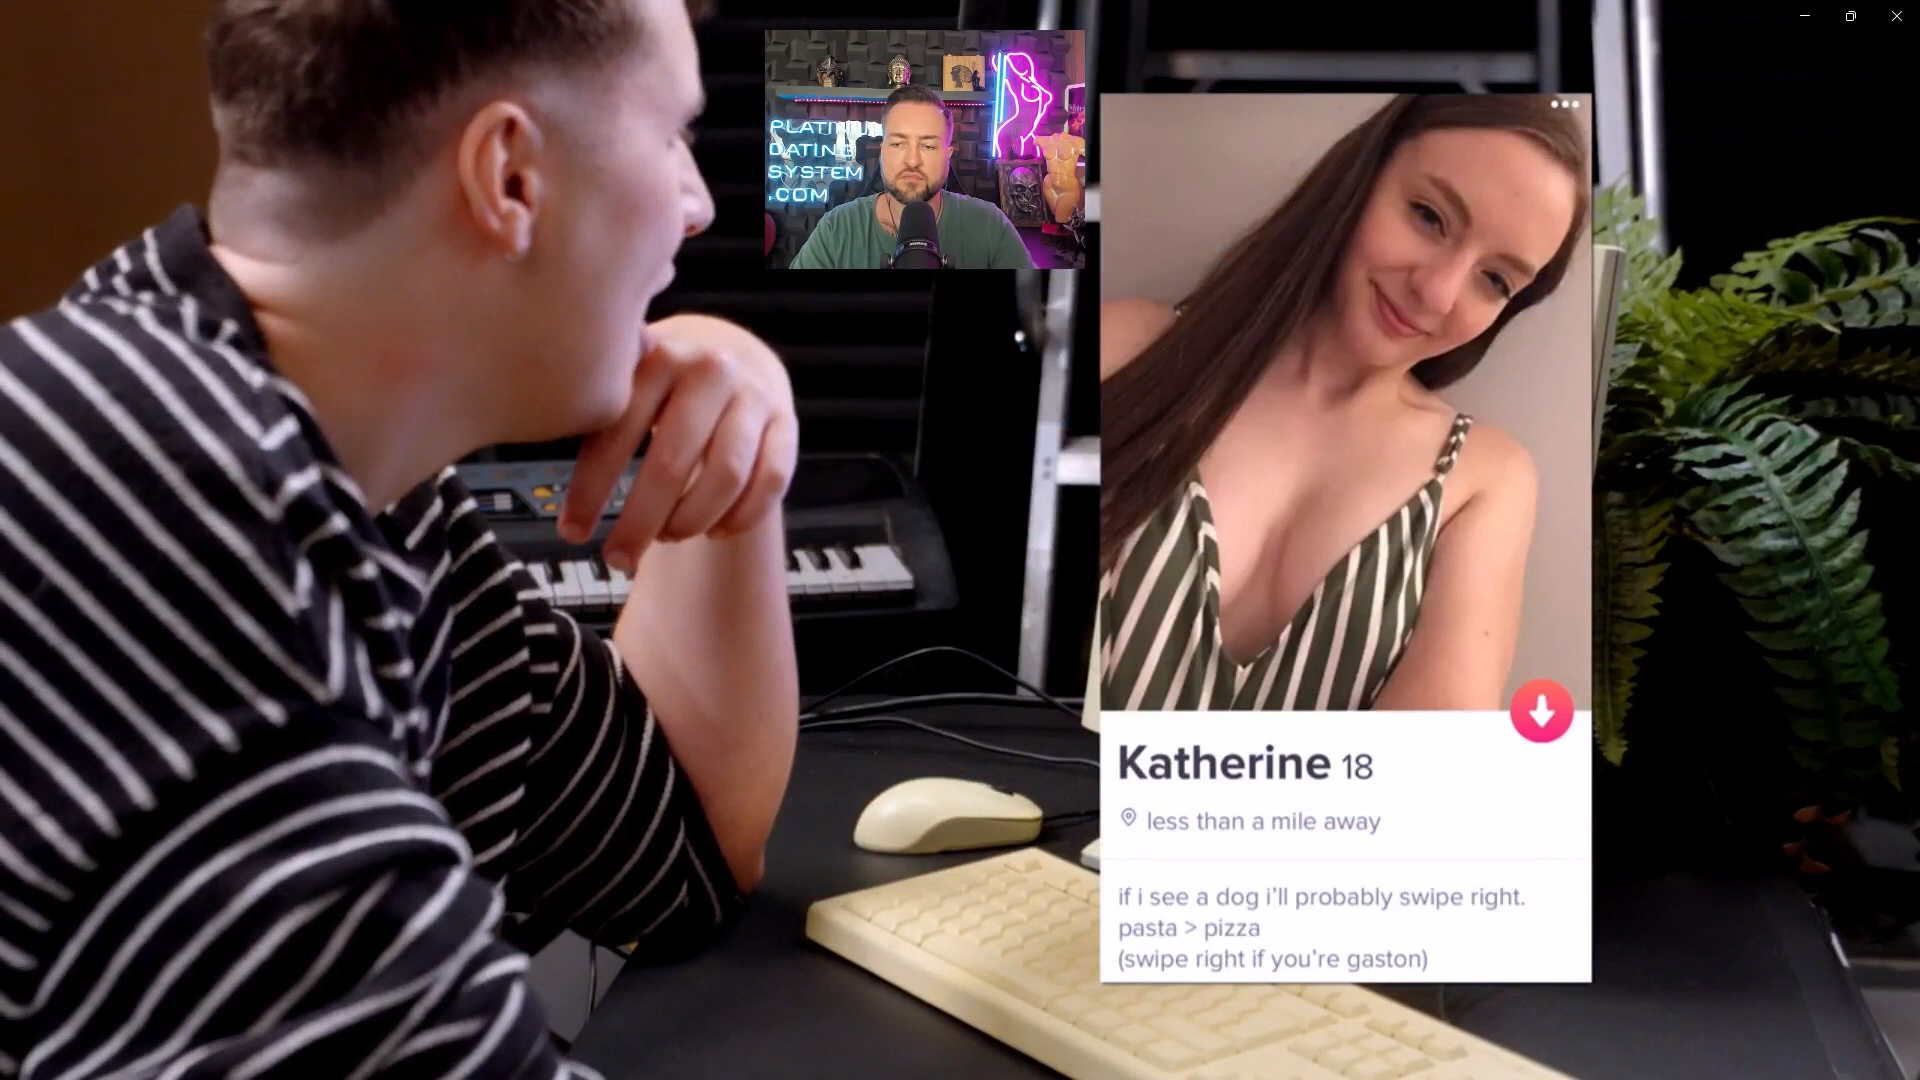 PLATINUM
DATING
SYSTEM
.COM
Katherine 18
less than a mile away
if i see a dog i'll probably swipe right.
pasta > pizza
(swipe right if you're gaston)